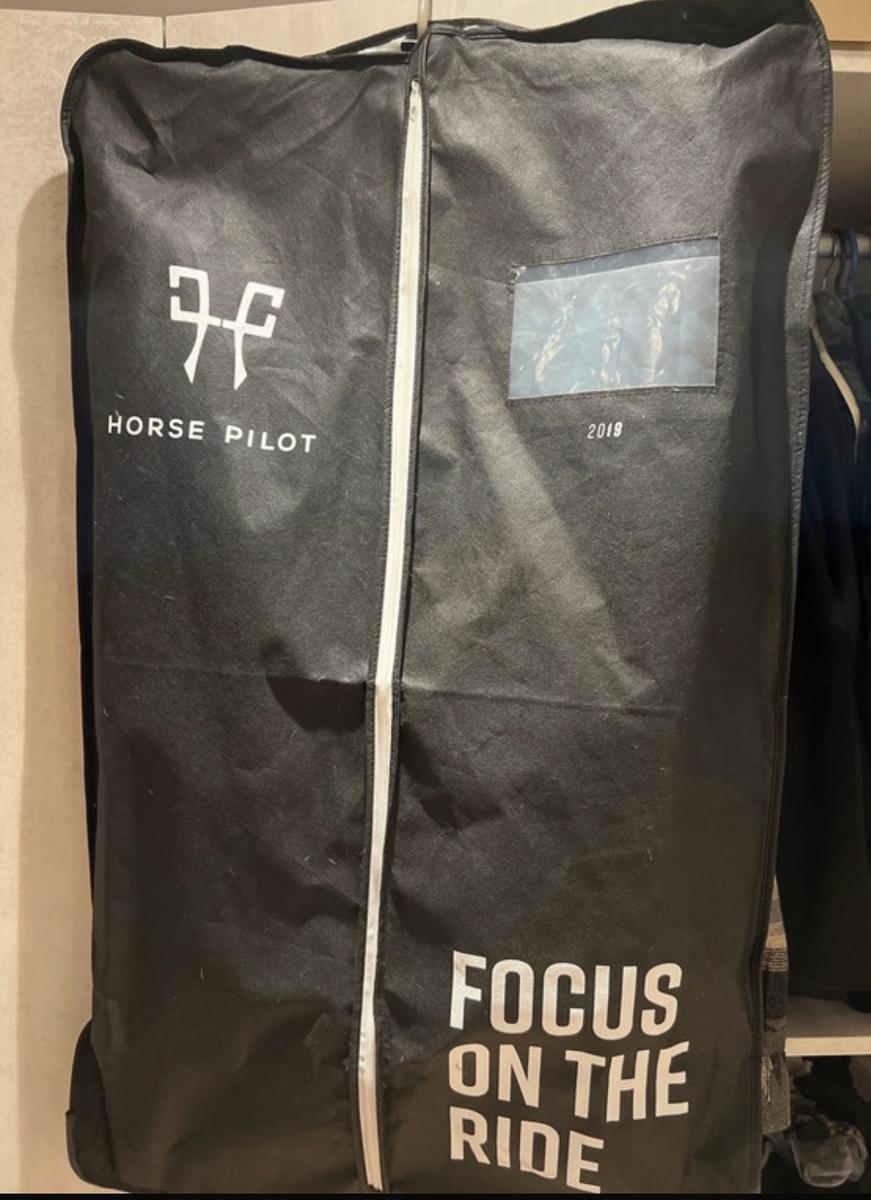 HORSE PILOT
2019
FOCUS
ON THE
RIDE